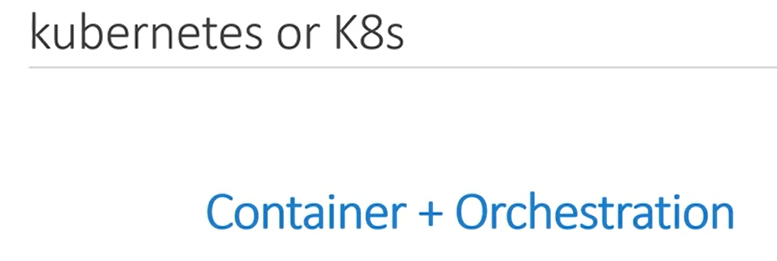 kubernetes or K8s
Container + Orchestration